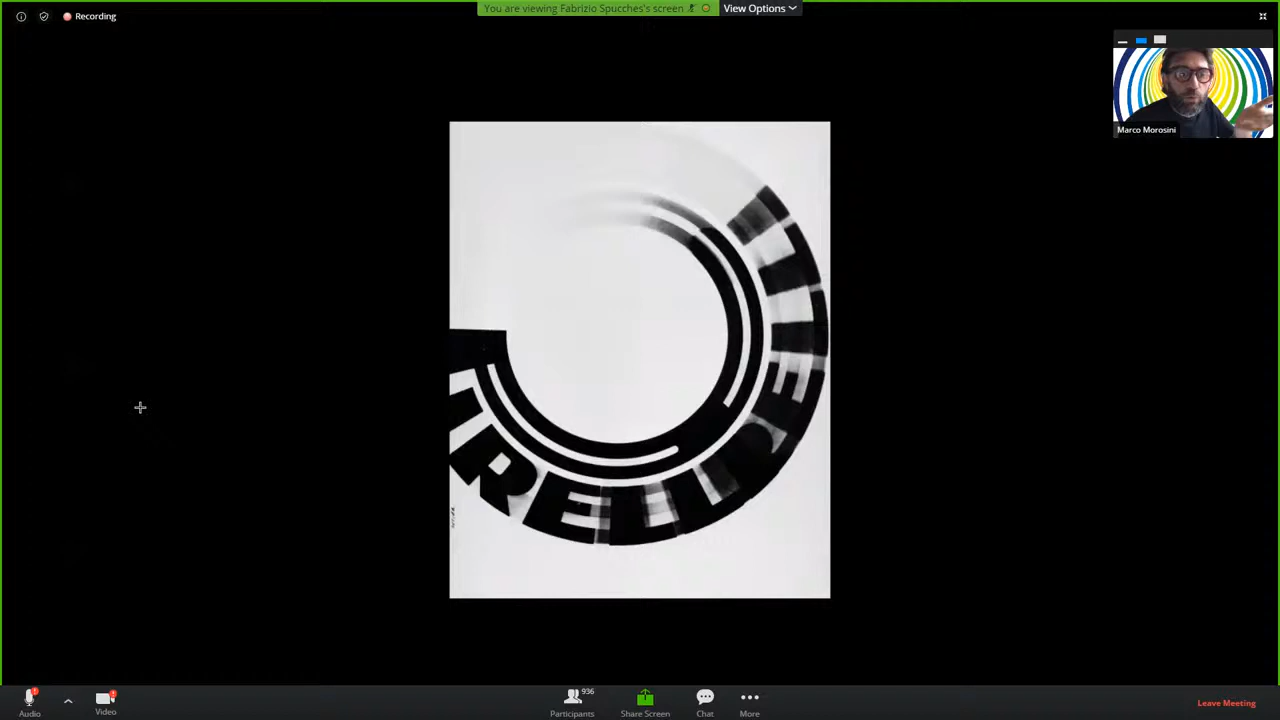 Recording
You are viewing Fabrizio Spucches's screen
View Options
Marco Morosini
RELL
Audio
Video
936
Participants
Share Screen
Chat
More
Leave Meeting